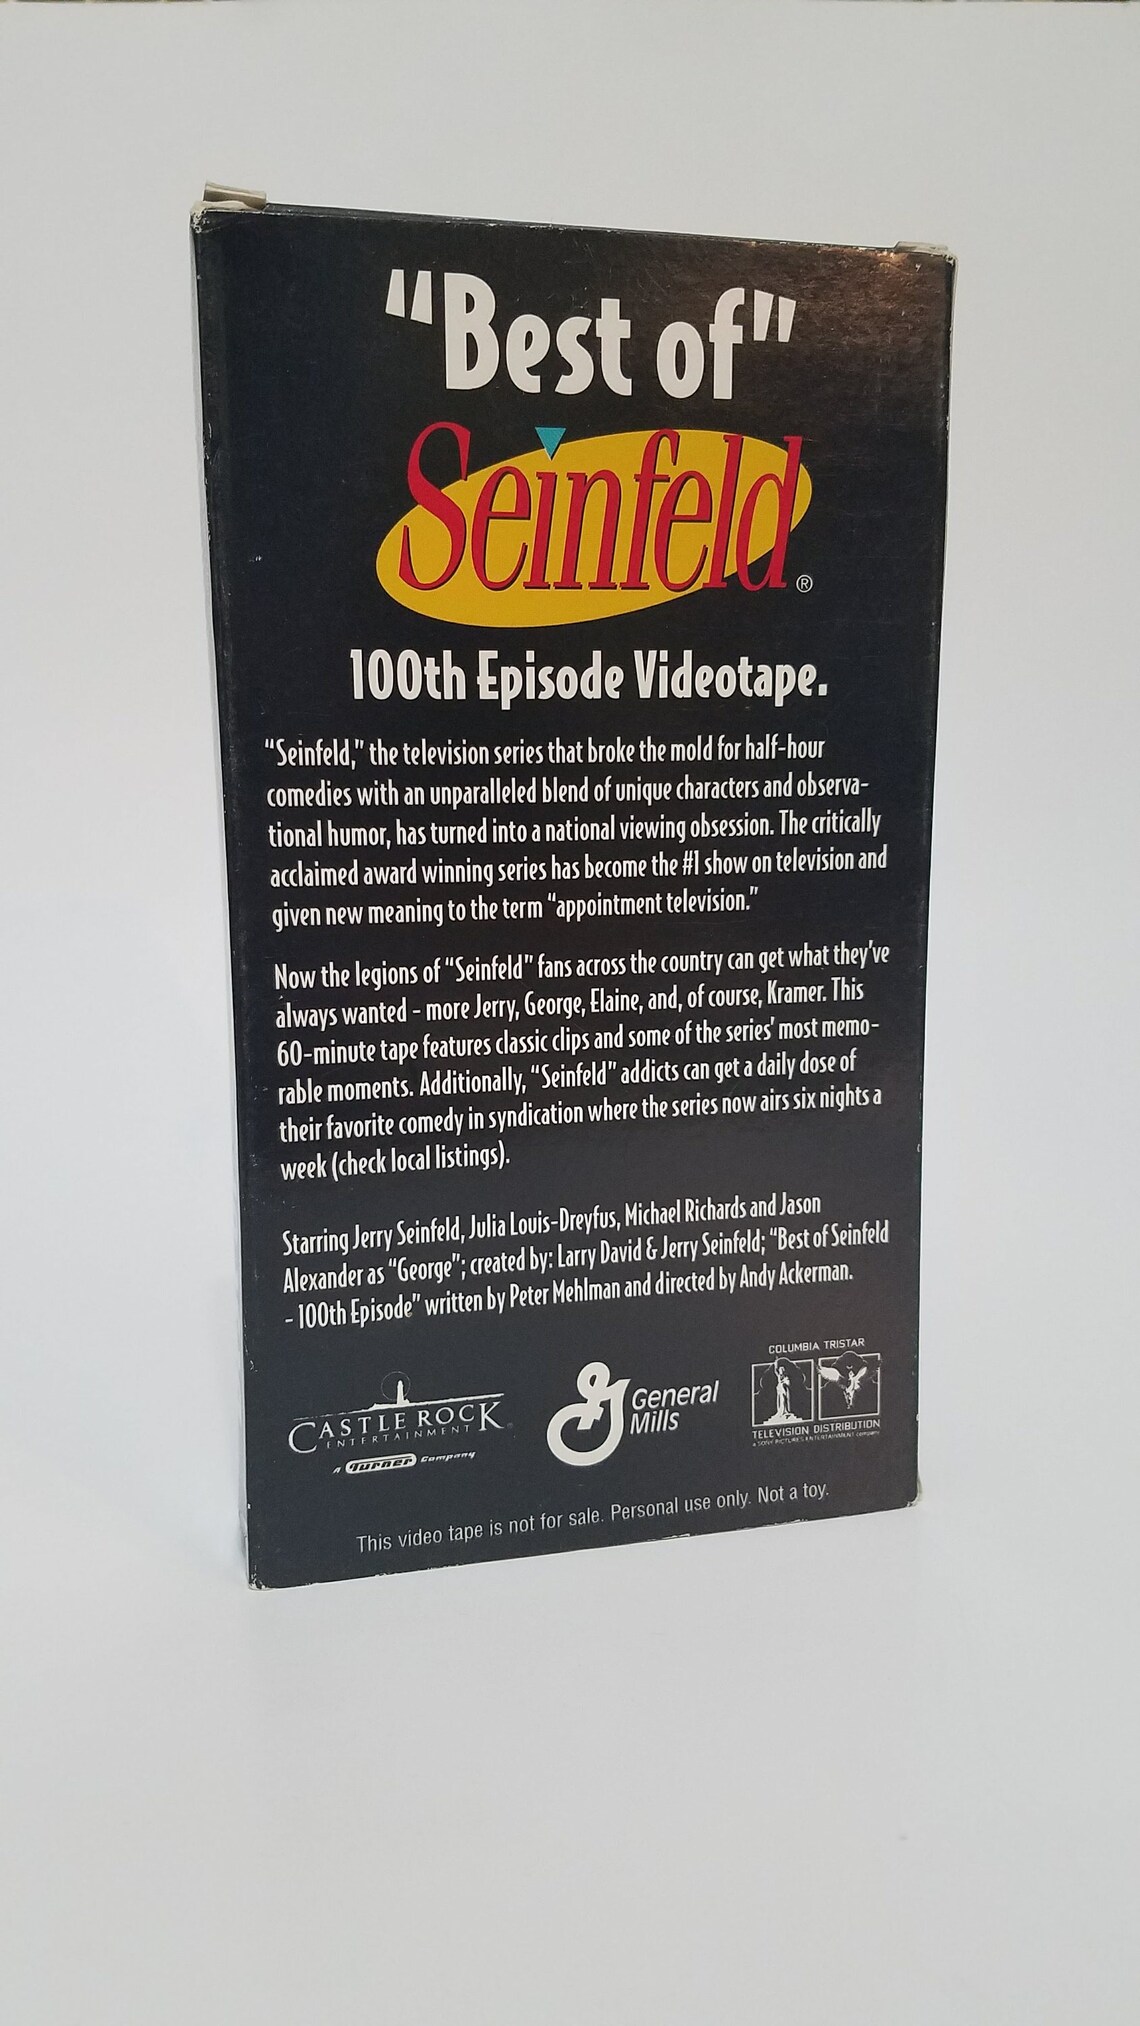 "Best of"
Seinfeld®
100th Episode Videotape.
"Seinfeld," the television series that broke the mold for half-hour
comedies with an unparalleled blend of unique characters and observa-
tional humor, has turned into a national viewing obsession. The critically
acclaimed award winning series has become the #1 show on television and
given new meaning to the term "appointment television."
Now the legions of "Seinfeld" fans across the country can get what they've
always wanted - more Jerry, George, Elaine, and, of course, Kramer. This
60-minute tape features classic clips and some of the series' most memo-
rable moments. Additionally, "Seinfeld" addicts can get a daily dose of
their favorite comedy in syndication where the series now airs six nights a
week (check local listings).
Starring Jerry Seinfeld, Julia Louis-Dreyfus, Michael Richards and Jason
Alexander as "George"; created by: Larry David & Jerry Seinfeld; "Best of Seinfeld
- 100th Episode" written by Peter Mehlman and directed by Andy Ackerman.
CASTLE ROCK
ENTERTAINMENT
A Turner Company
G General
Mills
COLUMBIA TRISTAR
TELEVISION DISTRIBUTION
a SONY PICTURES ENTERTAINMENT company
This video tape is not for sale. Personal use only. Not a toy.